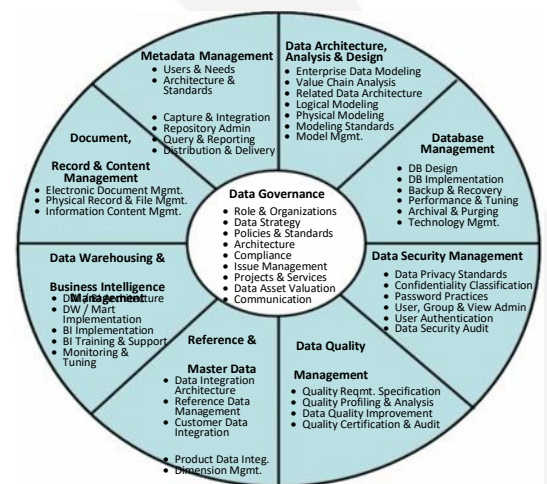 Metadata Management
• Users & Needs
• Architecture &
Standards
• Capture & Integration
• Repository Admin
• Query & Reporting
• Distribution & Delivery
Data Architecture,
Analysis & Design
• Enterprise Data Modeling
• Value Chain Analysis
• Related Data Architecture
• Logical Modeling
• Physical Modeling
• Modeling Standards
• Model Mgmt.
Document,
Record & Content
Management
• Electronic Document Mgmt.
• Physical Record & File Mgmt.
• Information Content Mgmt.
Database
Management
• DB Design
• DB Implementation
• Backup & Recovery
• Performance & Tuning
• Archival & Purging
• Technology Mgmt.
Data Governance
• Role & Organizations
• Data Strategy
• Policies & Standards
• Architecture
• Compliance
• Issue Management
• Projects & Services
• Data Asset Valuation
• Communication
Data Warehousing &
Business Intelligence
Management
• DW / BI Architecture
• DW / Mart
Implementation
• BI Implementation
• BI Training & Support
• Monitoring &
Tuning
Data Security Management
• Data Privacy Standards
• Confidentiality Classification
• Password Practices
• User, Group & View Admin
• User Authentication
• Data Security Audit
Reference &
Master Data
• Data Integration
Architecture
• Reference Data
Management
• Customer Data
Integration
• Product Data Integ.
• Dimension Mgmt.
Data Quality
Management
• Quality Reqmt. Specification
• Quality Profiling & Analysis
• Data Quality Improvement
• Quality Certification & Audit